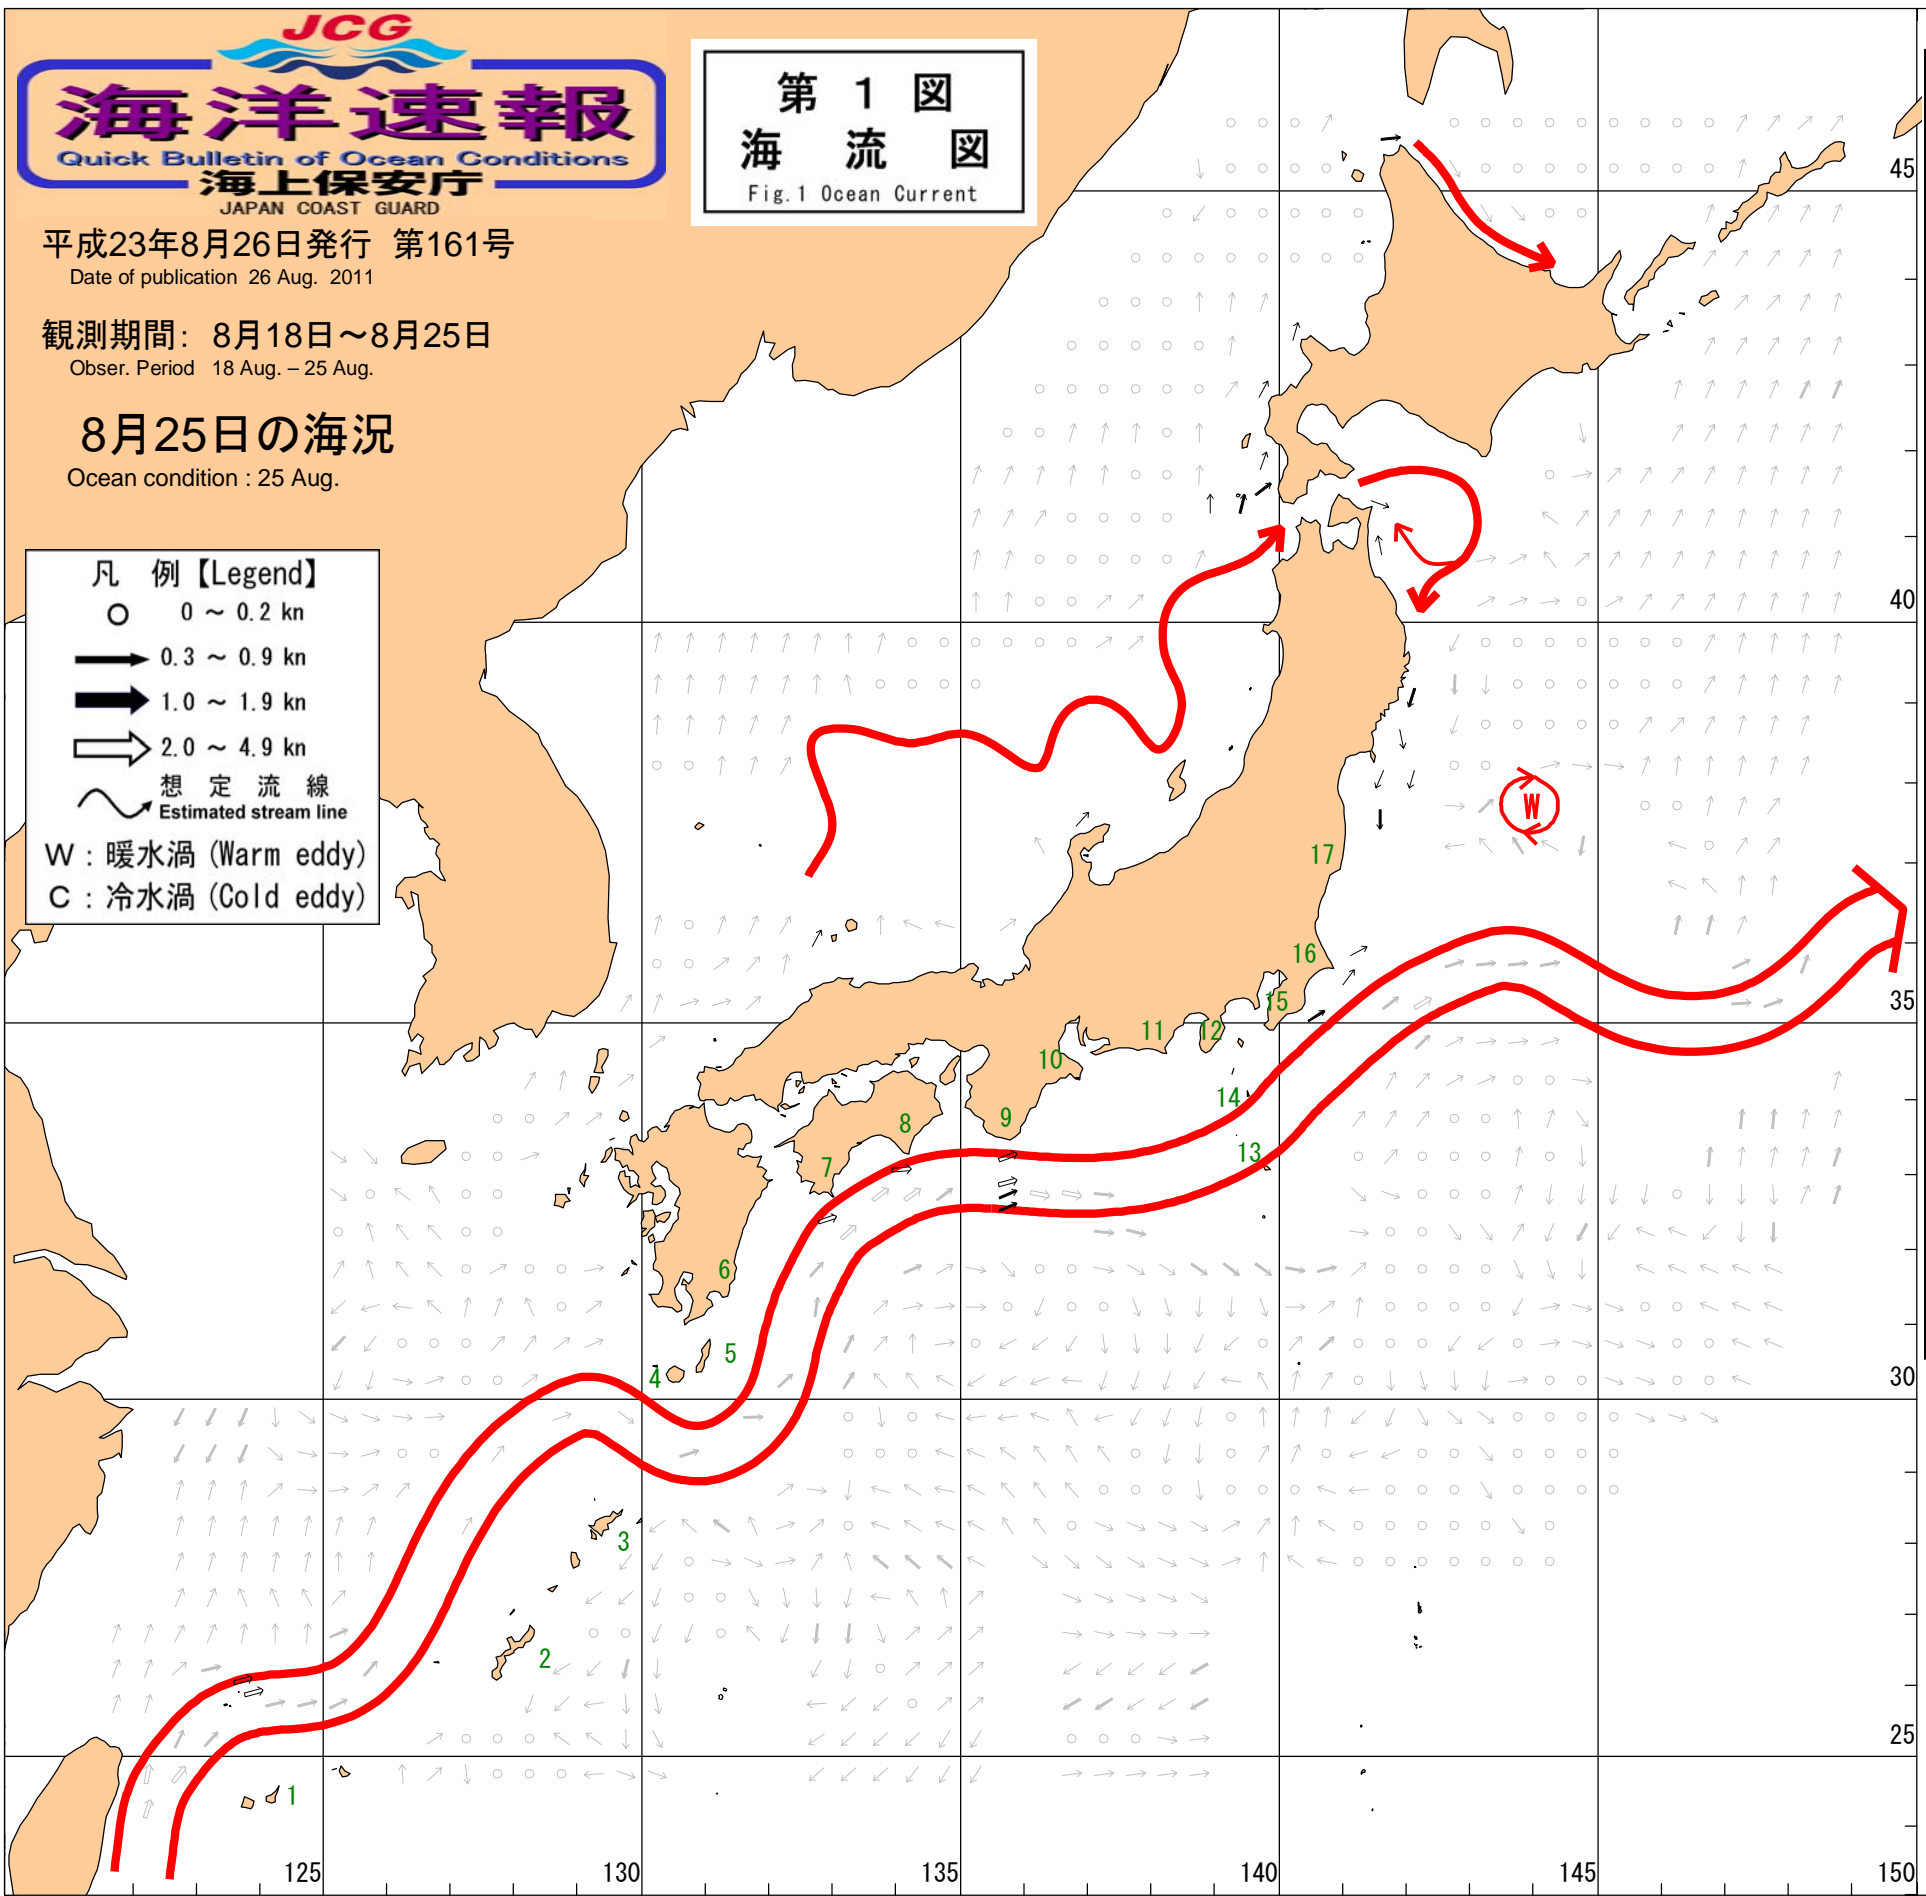 JCG
海洋速報
Quick Bulletin of Ocean Conditions
海上保安庁
JAPAN COAST GUARD
平成23年8月26日発行 第161号
Date of publication 26 Aug. 2011
観測期間: 8月18日～8月25日
Obser. Period 18 Aug. – 25 Aug.
8月25日の海況
Ocean condition : 25 Aug.
第 1 図
海 流 図
Fig.1 Ocean Current
凡 例【Legend】
0 ～ 0.2 kn
0.3 ～ 0.9 kn
1.0 ～ 1.9 kn
2.0 ～ 4.9 kn
想 定 流 線
Estimated stream line
W : 暖水渦 (Warm eddy)
C : 冷水渦 (Cold eddy)
45
40
W
17
16
35
15
12
11
10
14
9
8
13
7
6
5
4
30
3
2
25
1
125
130
135
140
145
150